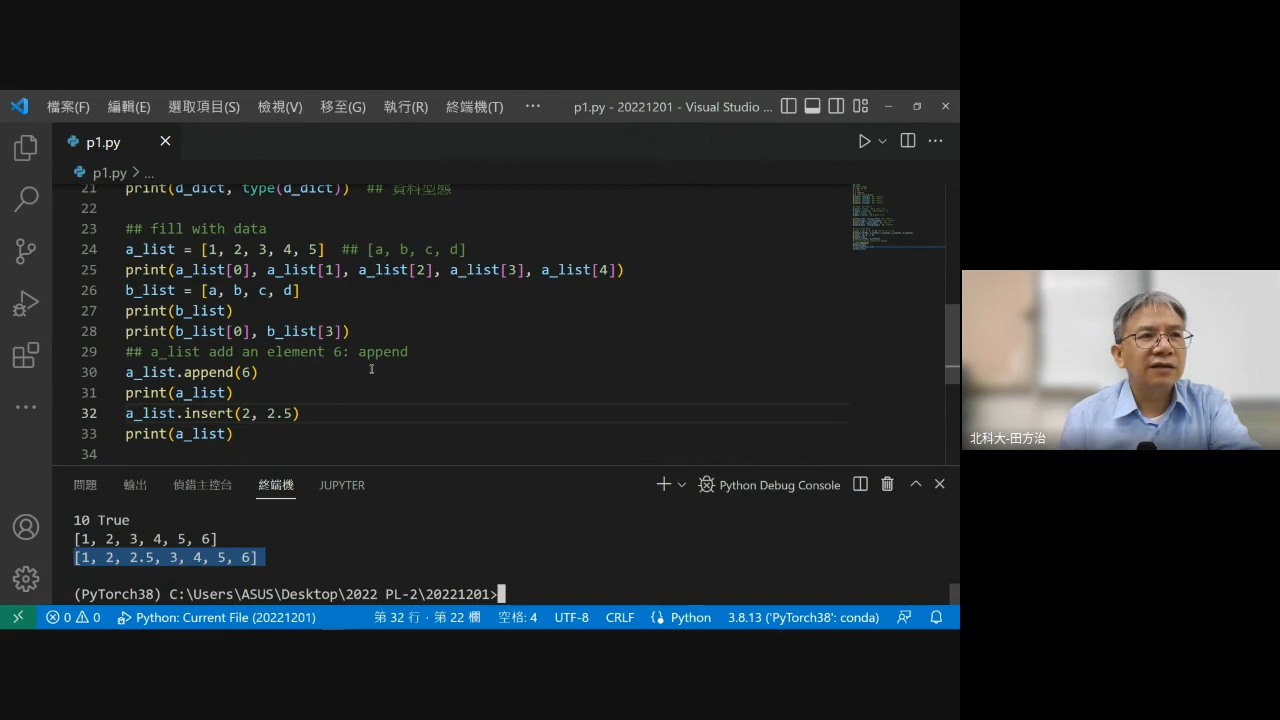 檔案(F) 編輯(E) 選取項目(S) 檢視(V) 移至(G) 執行(R) 終端機(T) ··· p1.py - 20221201 - Visual Studio ...
p1.py
p1.py > ...
21 print(d_dict, type(d_dict)) ## 資料型態
22
23 ## fill with data
24 a_list = [1, 2, 3, 4, 5] ## [a, b, c, d]
25 print(a_list[0], a_list[1], a_list[2], a_list[3], a_list[4])
26 b_list = [a, b, c, d]
27 print(b_list)
28 print(b_list[0], b_list[3])
29 ## a_list add an element 6: append
30 a_list.append(6)
31 print(a_list)
32 a_list.insert(2, 2.5)
33 print(a_list)
34
問題 輸出 偵錯主控台 終端機 JUPYTER Python Debug Console
10 True
[1, 2, 3, 4, 5, 6]
[1, 2, 2.5, 3, 4, 5, 6]
(PyTorch38) C:\Users\ASUS\Desktop\2022 PL-2\20221201>
0 0 Python: Current File (20221201) 第 32 行，第 22 欄 空格: 4 UTF-8 CRLF Python 3.8.13 ('PyTorch38': conda)
北科大-田方治